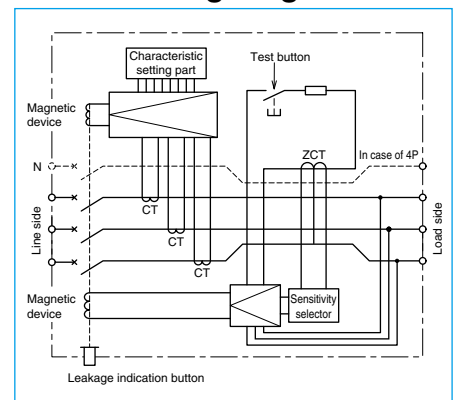 Characteristic
setting part
Test button
Magnetic
device
N
ZCT
In case of 4P
CT
CT
CT
Line side
Load side
Magnetic
device
Sensitivity
selector
Leakage indication button